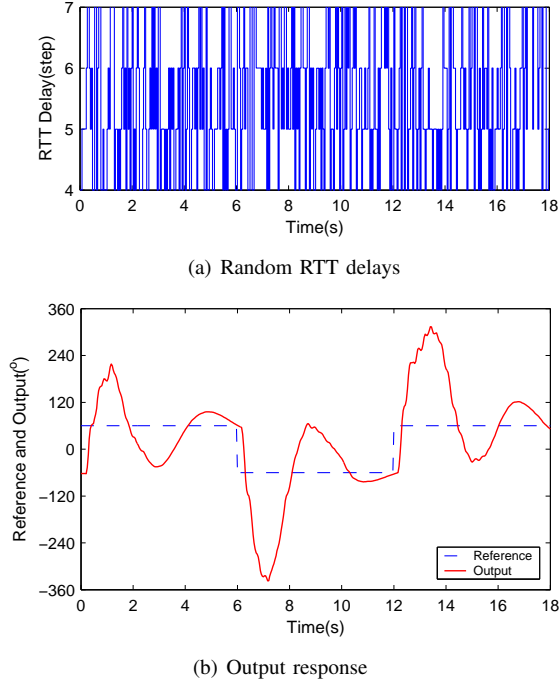 7
6
5
4
RTT Delay(step)
0 2 4 6 8 10 12 14 16 18
Time(s)
(a) Random RTT delays
360
240
120
0
−120
−240
−360
Reference and Output(°)
Reference
Output
0 2 4 6 8 10 12 14 16 18
Time(s)
(b) Output response